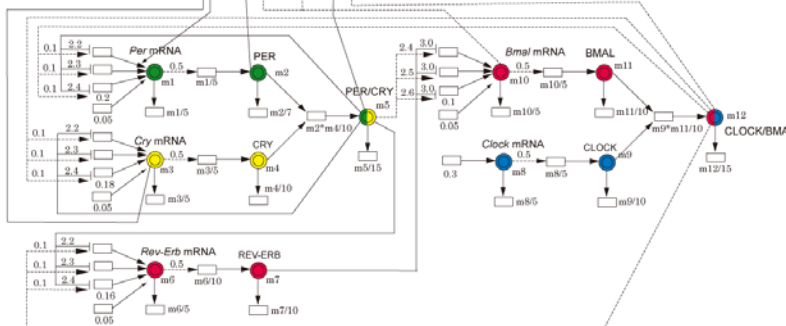 Per mRNA
PER
0.1
2.2
0.1
2.3
0.1
2.4
0.2
0.05
0.5
m1
m1/5
m1/5
m2
m2/7
m2*m4/10
PER/CRY
m5
m5/15
Cry mRNA
CRY
0.1
2.2
0.1
2.3
0.1
2.4
0.18
0.05
0.5
m3
m3/5
m3/5
m4
m4/10
Rev-Erb mRNA
REV-ERB
0.1
2.2
0.1
2.3
0.1
2.4
0.16
0.05
0.5
m6
m6/10
m6/5
m7
m7/10
Bmal mRNA
BMAL
2.4
3.0
2.5
2.6
3.0
0.1
0.05
0.5
m10
m10/5
m10/5
m11
m11/10
m9*m11/10
m12
CLOCK/BMA
m12/15
Clock mRNA
CLOCK
0.3
0.5
m8
m8/5
m8/5
m9
m9/10